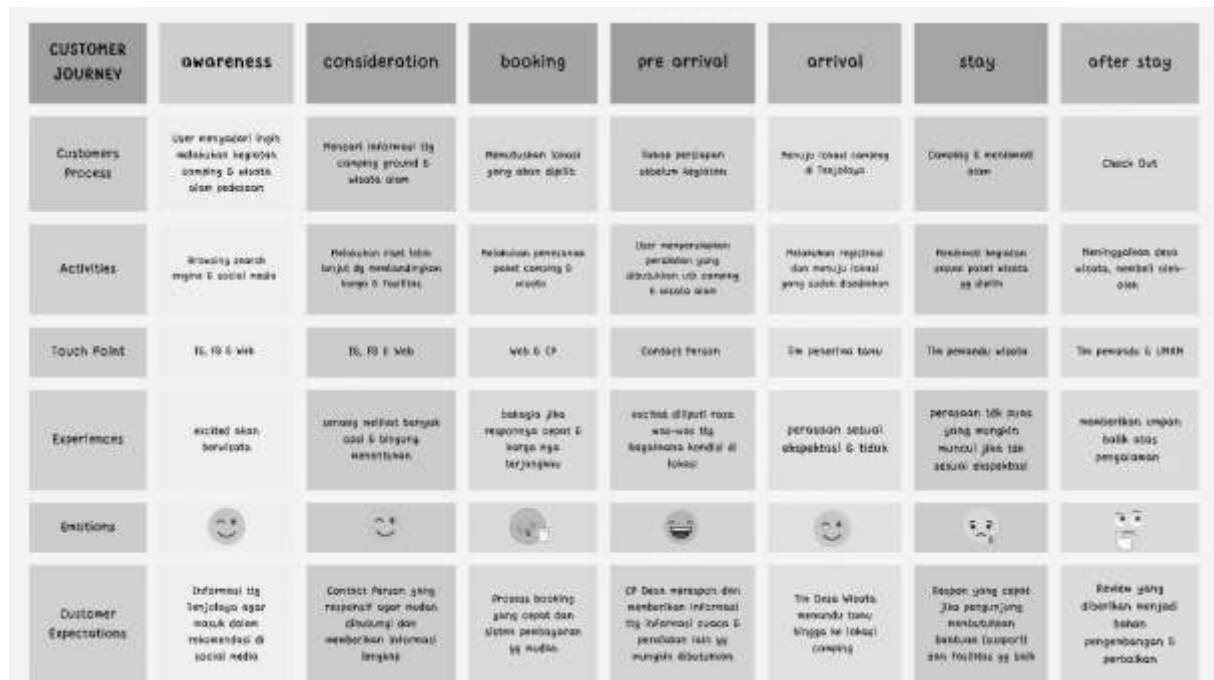 CUSTOMER
JOURNEY
awareness
consideration
booking
pre arrival
arrival
stay
after stay
Customers
Process
User menyadari ingin
melakukan kegiatan
camping & wisata
alam pedesaan
Mencari informasi ttg
camping ground &
wisata alam
Memutuskan lokasi
yang akan dipilih
persiapan
sebelum kegiatan
Menuju lokasi camping
di Tenjolaya
Camping & menikmati
alam
Check Out
Activities
Browsing search
engine & social media
Melakukan riset lebih
lanjut dg membandingkan
harga & fasilitas
Melakukan pemesanan
paket camping &
wisata
User mempersiapkan
peralatan yang
dibutuhkan utk camping
& wisata alam
Melakukan registrasi
dan menuju lokasi
yang sudah disediakan
Menikmati kegiatan
sesuai paket wisata
yg dipilih
Meninggalkan desa
wisata, membeli oleh-
oleh
Touch Point
IG, FB & Web
IG, FB & Web
Web & CP
Contact Person
Tim penerima tamu
Tim pemandu wisata
Tim pemandu & UMKM
Experiences
excited akan
berwisata
senang melihat banyak
opsi & bingung
menentukan
bahagia jika
responnya cepat &
harga nya
terjangkau
excited diliputi rasa
was-was ttg
bagaimana kondisi di
lokasi
perasaan sesuai
ekspektasi & tidak
perasaan tdk puas
yang mungkin
muncul jika tdk
sesuai ekspektasi
memberikan umpan
balik atas
pengalaman
Emotions
Customer
Expectations
Informasi ttg
Tenjolaya agar
masuk dalam
rekomendasi di
social media
Contact Person yang
responsif agar mudah
dihubungi dan
memberikan informasi
lengkap
Process booking
yang cepat dan
sistem pembayaran
yg mudah
CP Desa merespon dan
memberikan informasi
ttg informasi cuaca &
peralatan lain yg
mungkin dibutuhkan
Tim Desa Wisata
memandu tamu
hingga ke lokasi
camping
Respon yang cepat
jika pengunjung
membutuhkan
bantuan (support)
dan fasilitas yg baik
Review yang
diberikan menjadi
bahan
pengembangan &
perbaikan